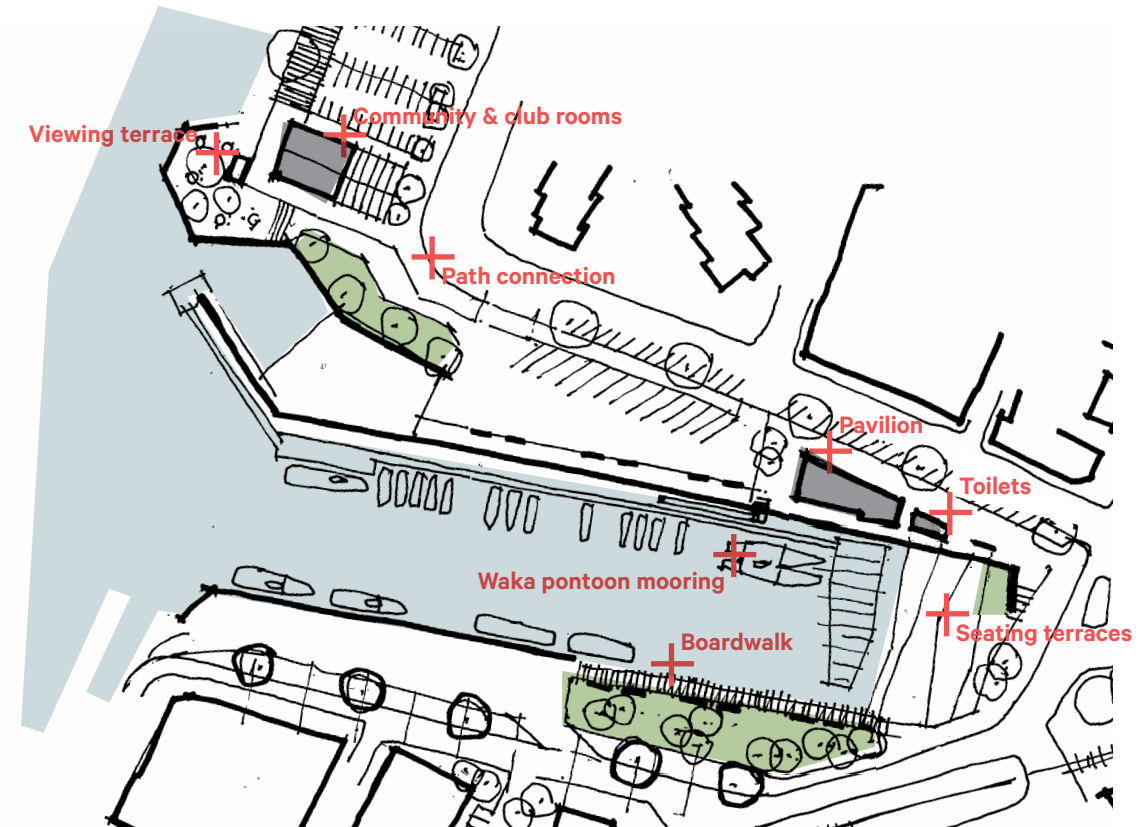 Community & club rooms
Viewing terrace
Path connection
Pavilion
Toilets
Waka pontoon mooring
Seating terraces
Boardwalk